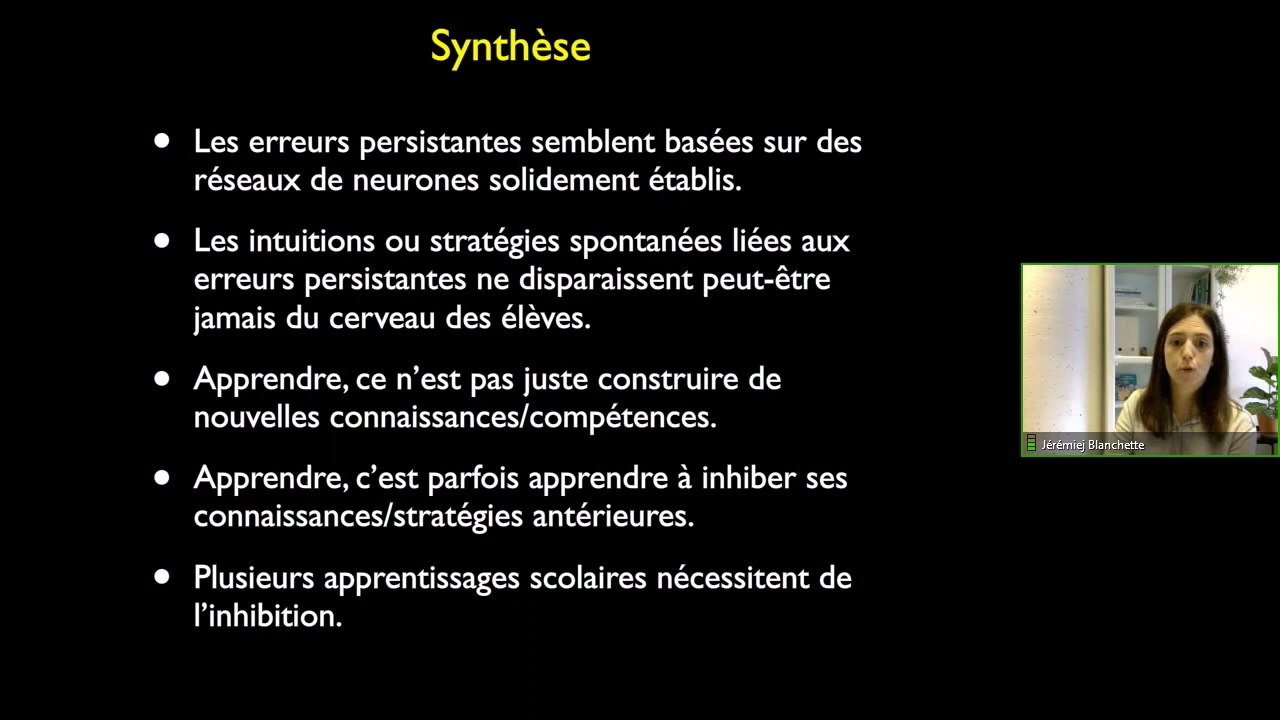 Synthèse
• Les erreurs persistantes semblent basées sur des
réseaux de neurones solidement établis.
• Les intuitions ou stratégies spontanées liées aux
erreurs persistantes ne disparaissent peut-être
jamais du cerveau des élèves.
• Apprendre, ce n’est pas juste construire de
nouvelles connaissances/compétences.
• Apprendre, c’est parfois apprendre à inhiber ses
connaissances/stratégies antérieures.
• Plusieurs apprentissages scolaires nécessitent de
l’inhibition.
Jérémiej Blanchette